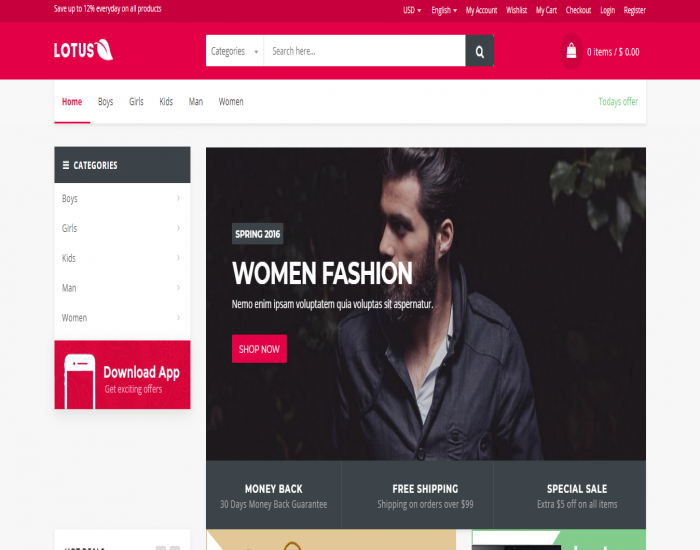 Save up to 12% everyday on all products
USD English My Account Wishlist My Cart Checkout Login Register
LOTUS
Categories Search here... 0 items / $ 0.00
Home Boys Girls Kids Man Women Todays offer
CATEGORIES
Boys
Girls
Kids
Man
Women
Download App
Get exciting offers
SPRING 2016
WOMEN FASHION
Nemo enim ipsam voluptatem quia voluptas sit aspernatur.
SHOP NOW
MONEY BACK
30 Days Money Back Guarantee
FREE SHIPPING
Shipping on orders over $99
SPECIAL SALE
Extra $5 off on all items
HOT DEALS